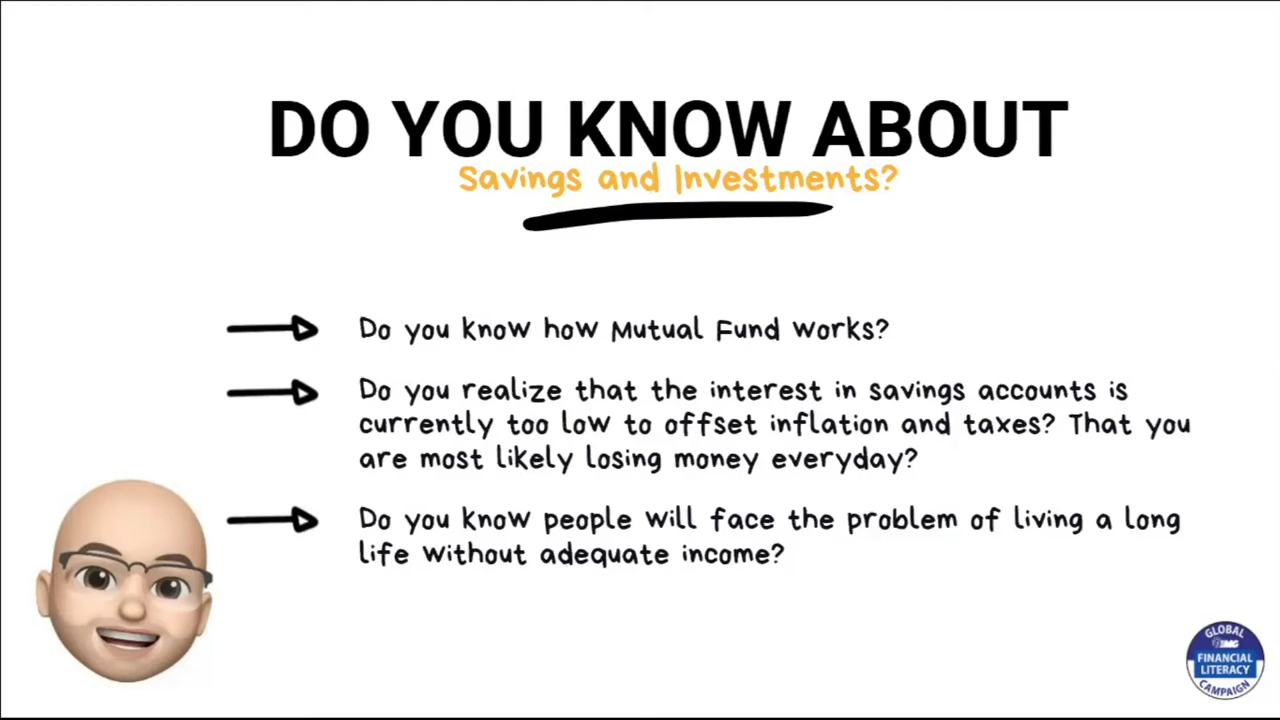 DO YOU KNOW ABOUT
Savings and Investments?
Do you know how Mutual Fund works?
Do you realize that the interest in savings accounts is
currently too low to offset inflation and taxes? That you
are most likely losing money everyday?
Do you know people will face the problem of living a long
life without adequate income?
GLOBAL
IMG
FINANCIAL
LITERACY
CAMPAIGN